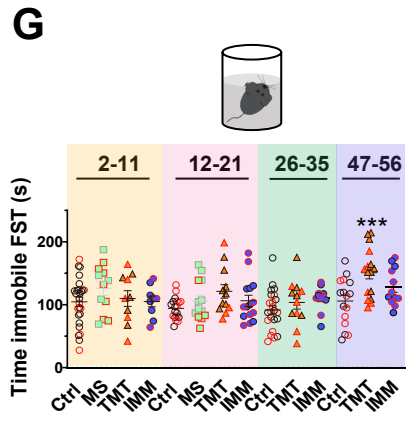 G
2-11 12-21 26-35 47-56
***
Time immobile FST (s)
200
100
0
Ctrl MS TMT IMM Ctrl MS TMT IMM Ctrl TMT IMM Ctrl TMT IMM